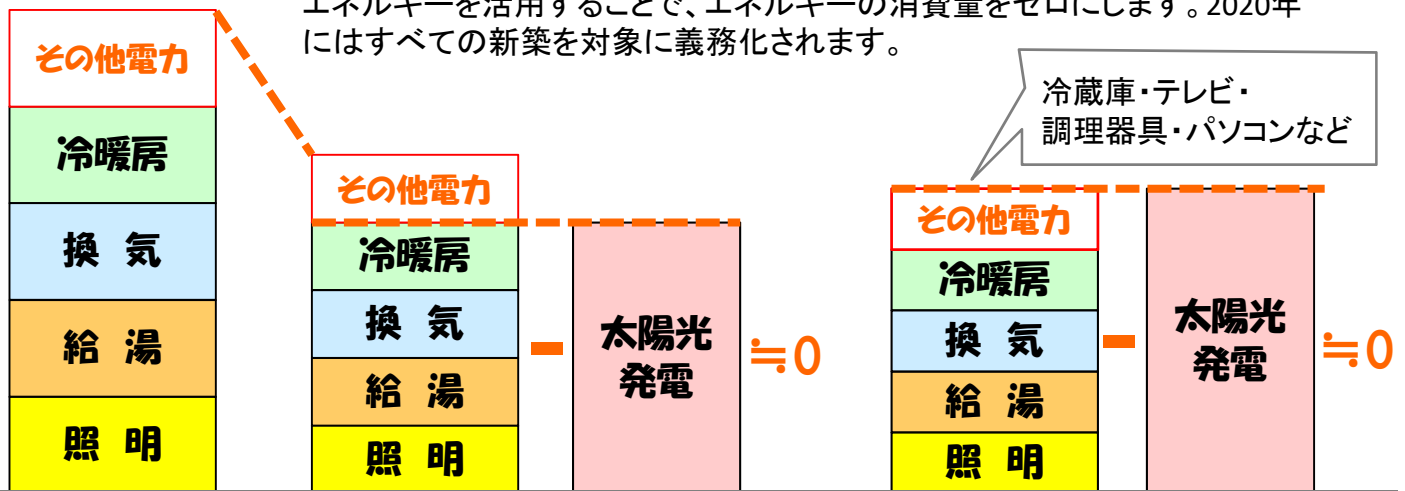 エネルギーを活用することで、エネルギーの消費量をゼロにします。2020年
にはすべての新築を対象に義務化されます。
その他電力
冷暖房
換 気
給 湯
照 明
その他電力
冷暖房
換 気
給 湯
照 明
-
太陽光
発電
≒0
冷蔵庫・テレビ・
調理器具・パソコンなど
その他電力
冷暖房
換 気
給 湯
照 明
-
太陽光
発電
≒0